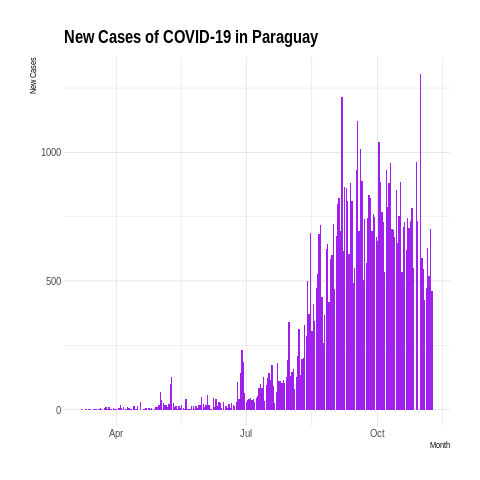 New Cases of COVID-19 in Paraguay
New Cases
1000
500
0
Apr
Jul
Oct
Month